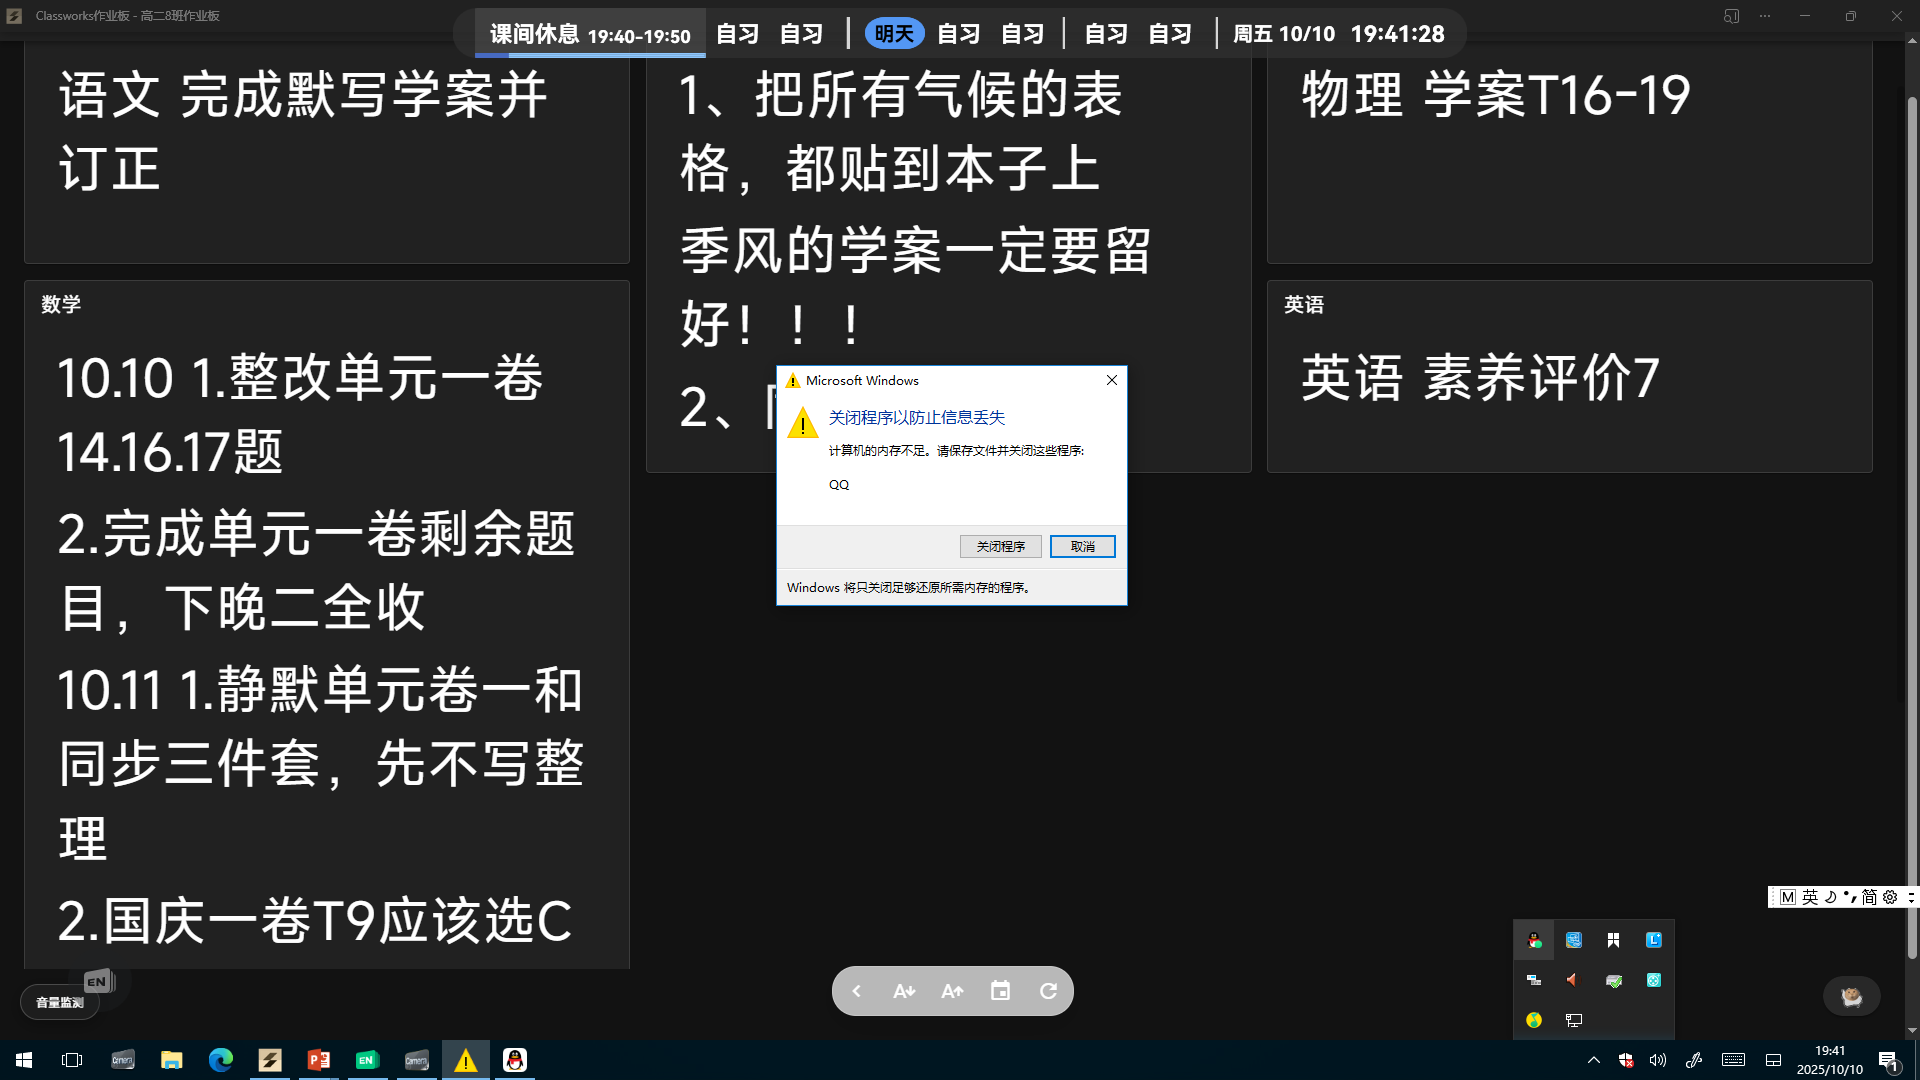 Classworks作业板 - 高二8班作业板
课间休息 19:40-19:50 自习 自习 明天 自习 自习 自习 自习 周五 10/10 19:41:28
语文 完成默写学案并
订正
数学
10.10 1.整改单元一卷
14.16.17题
2.完成单元一卷剩余题
目，下晚二全收
10.11 1.静默单元卷一和
同步三件套，先不写整
理
2.国庆一卷T9应该选C
1、把所有气候的表
格，都贴到本子上
季风的学案一定要留
好！！！
2、
物理 学案T16-19
英语
英语 素养评价7
Microsoft Windows
关闭程序以防止信息丢失
计算机的内存不足。请保存文件并关闭这些程序:
QQ
关闭程序 取消
Windows 将只关闭足够还原所需内存的程序。
EN
音量监测
M 英 简
EN
19:41
2025/10/10
1